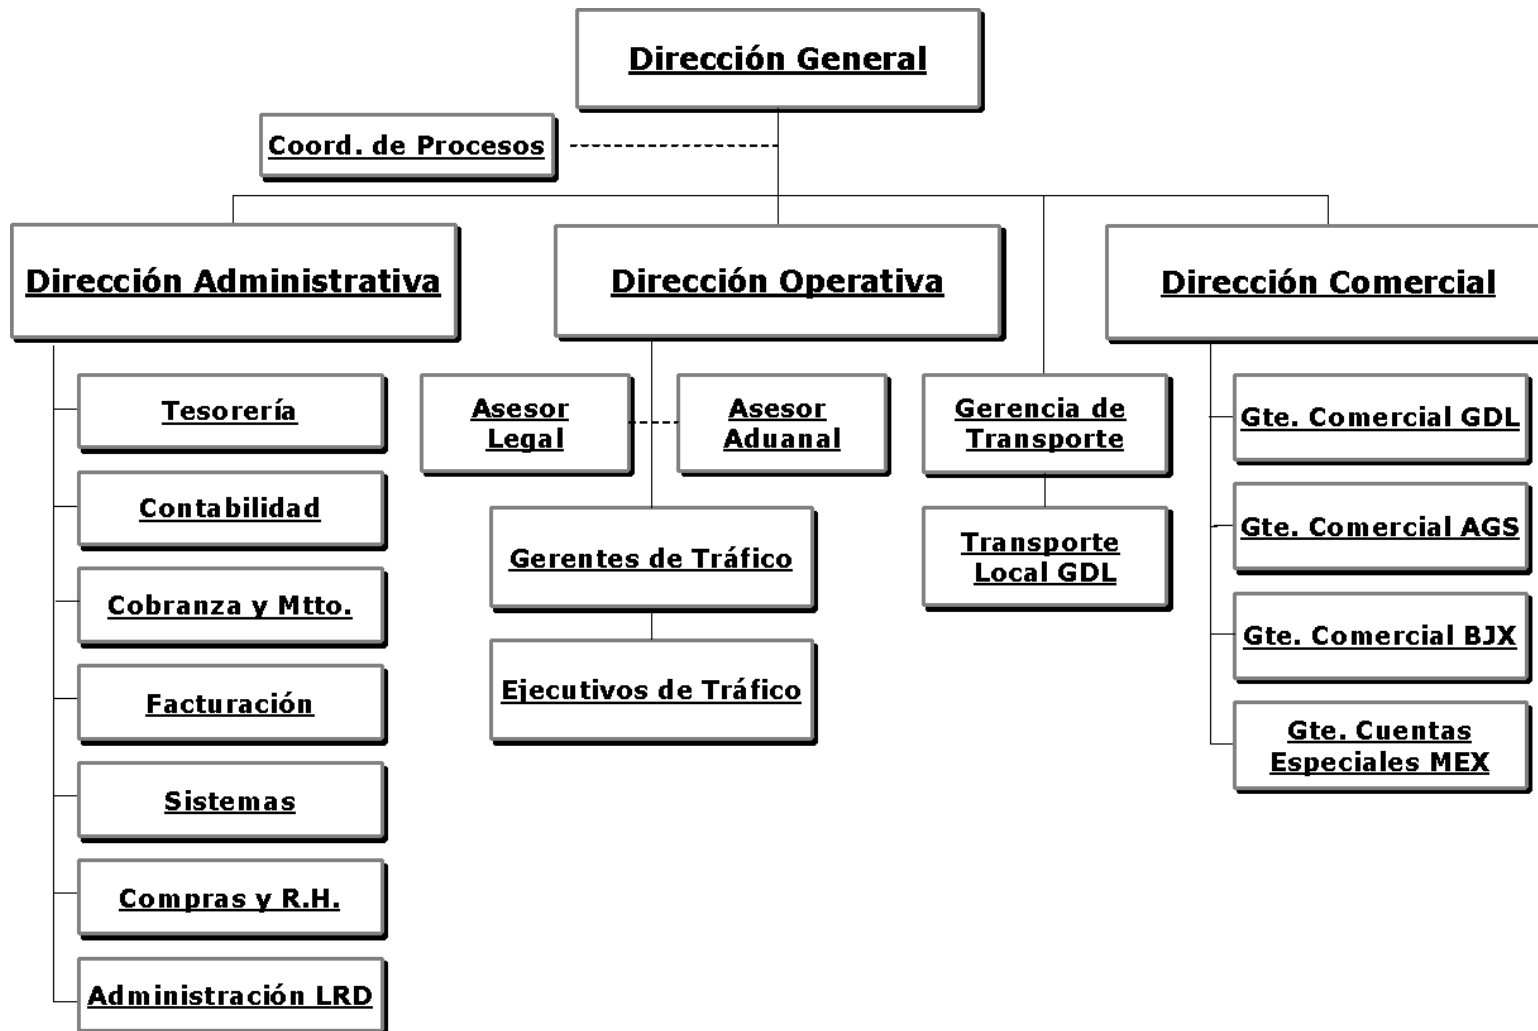 Dirección General
Coord. de Procesos
Dirección Administrativa
Dirección Operativa
Dirección Comercial
Tesorería
Contabilidad
Cobranza y Mtto.
Facturación
Sistemas
Compras y R.H.
Administración LRD
Asesor
Legal
Asesor
Aduanal
Gerentes de Tráfico
Ejecutivos de Tráfico
Gerencia de
Transporte
Transporte
Local GDL
Gte. Comercial GDL
Gte. Comercial AGS
Gte. Comercial BJX
Gte. Cuentas
Especiales MEX